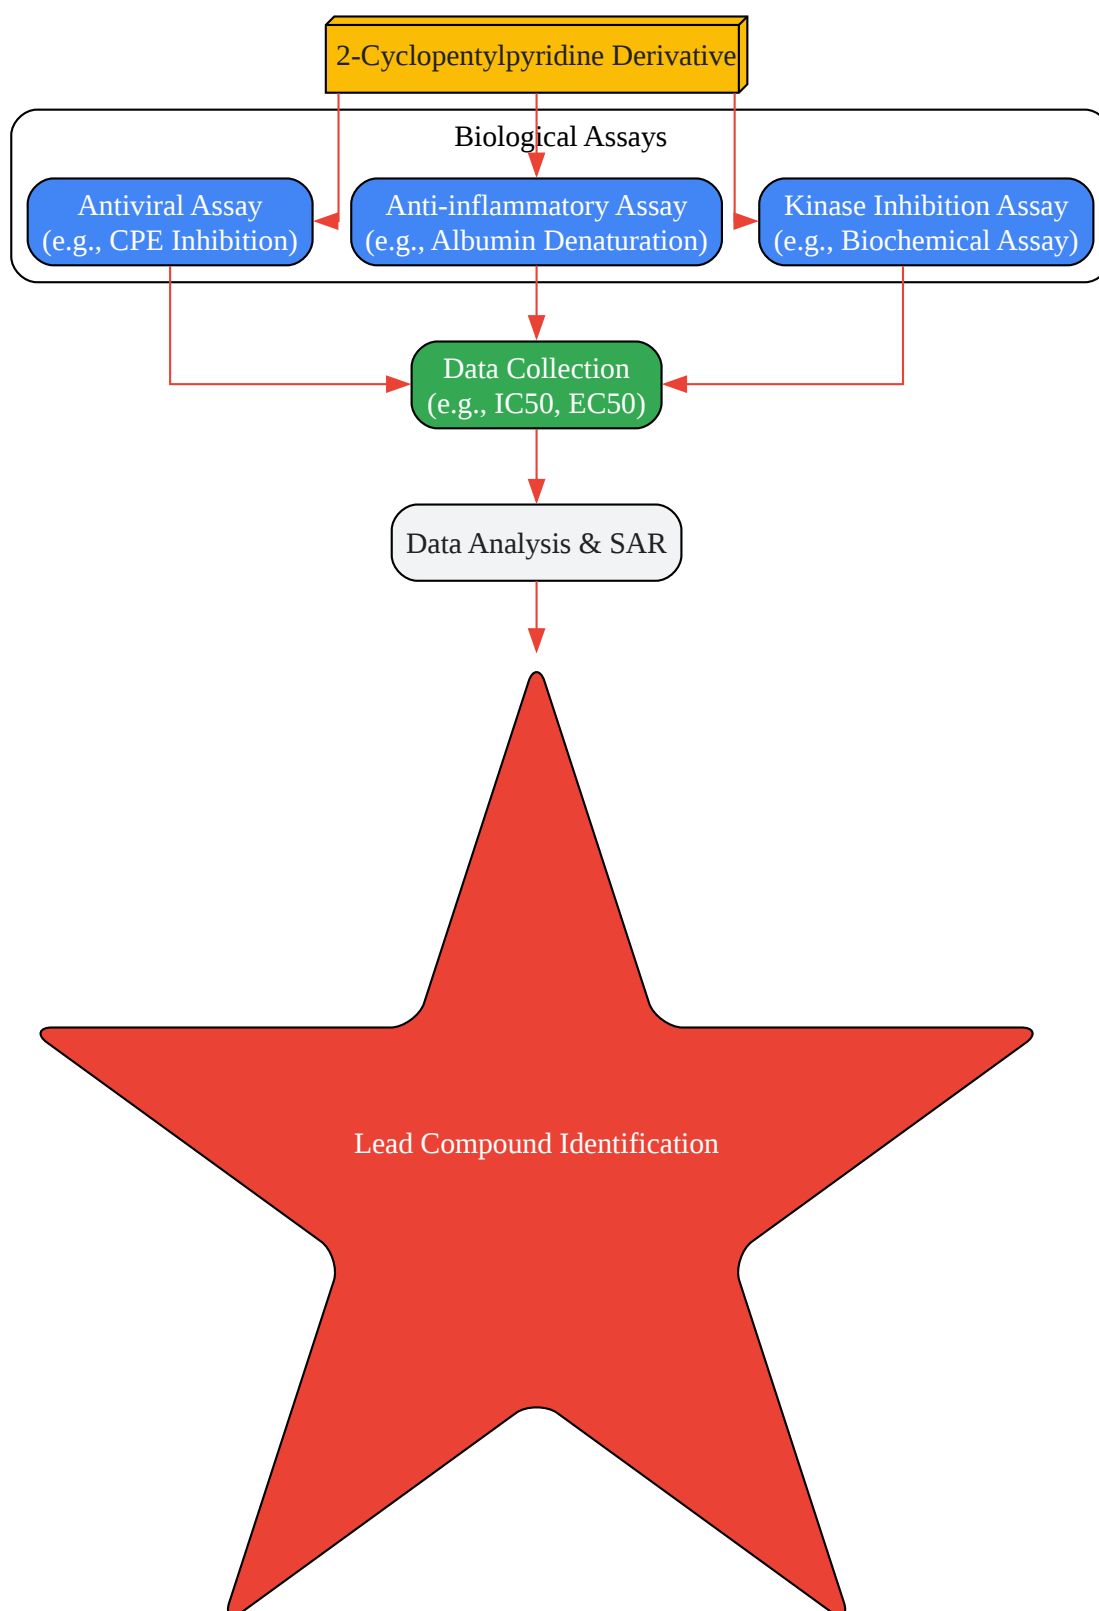 2-Cyclopentylpyridine Derivative
Biological Assays
Antiviral Assay
(e.g., CPE Inhibition)
Anti-inflammatory Assay
(e.g., Albumin Denaturation)
Kinase Inhibition Assay
(e.g., Biochemical Assay)
Data Collection
(e.g., IC50, EC50)
Data Analysis & SAR
Lead Compound Identification